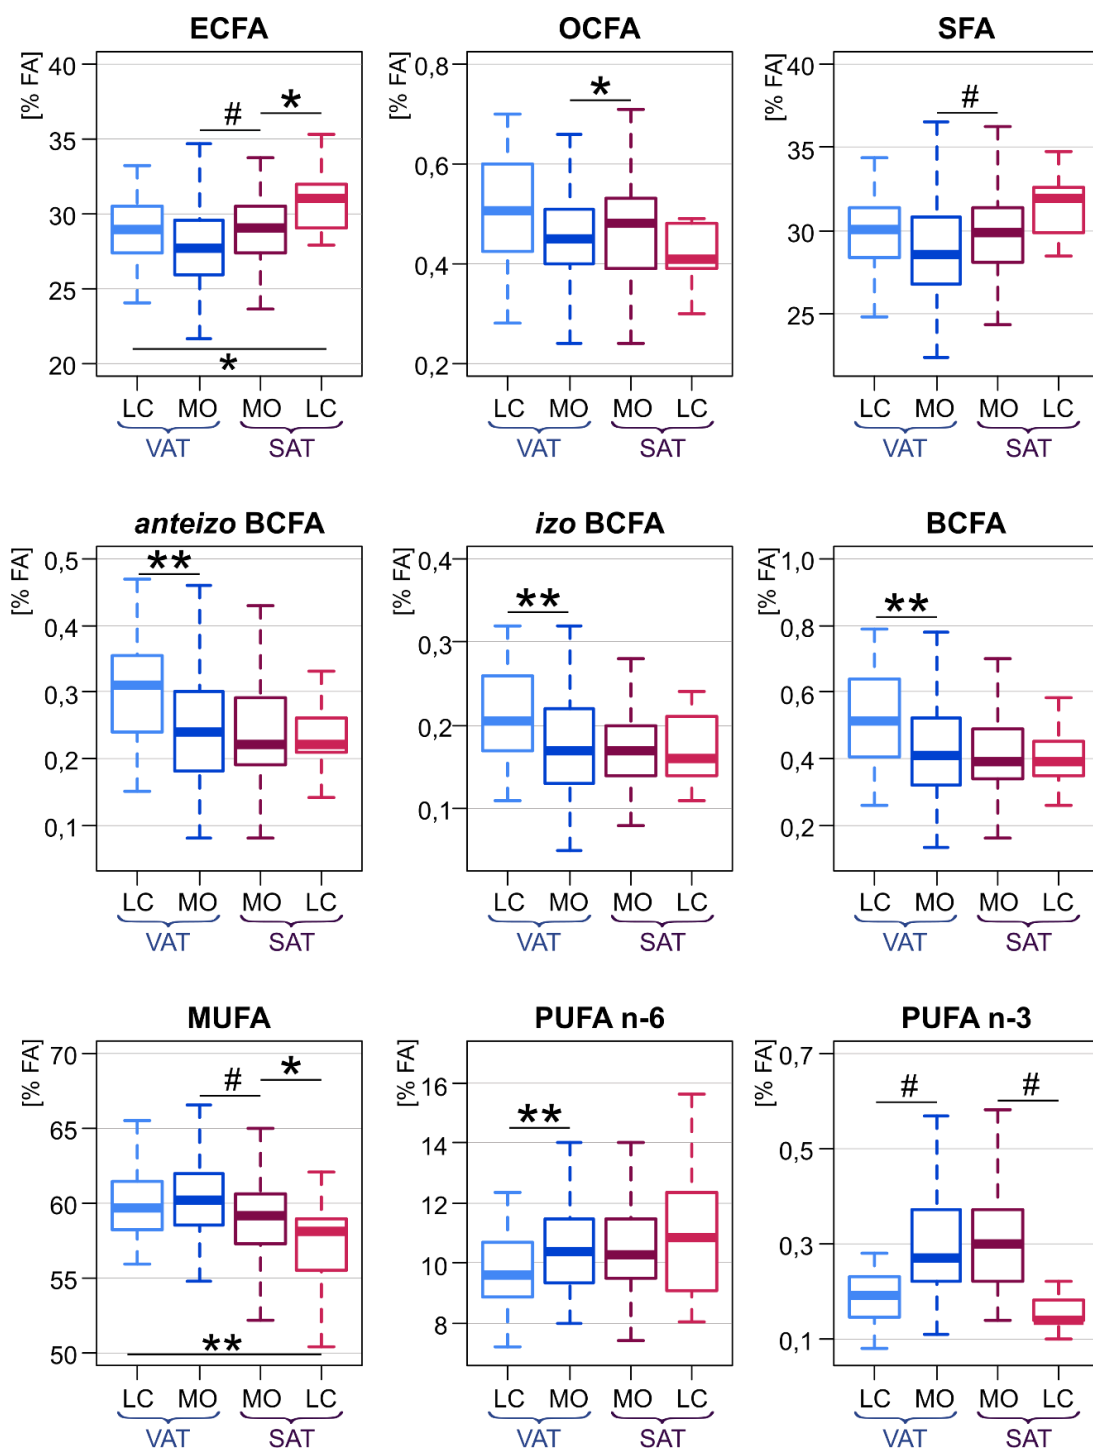 ECFA
OCFA
SFA
[% FA]
40
35
30
25
20
#
*
*
LC MO MO LC
VAT SAT
[% FA]
0,8
0,6
0,4
0,2
*
LC MO MO LC
VAT SAT
[% FA]
40
35
30
25
#
LC MO MO LC
VAT SAT
anteizo BCFA
izo BCFA
BCFA
[% FA]
0,5
0,4
0,3
0,2
0,1
**
LC MO MO LC
VAT SAT
[% FA]
0,4
0,3
0,2
0,1
**
LC MO MO LC
VAT SAT
[% FA]
1,0
0,8
0,6
0,4
0,2
**
LC MO MO LC
VAT SAT
MUFA
PUFA n-6
PUFA n-3
[% FA]
70
65
60
55
50
#
*
**
LC MO MO LC
VAT SAT
[% FA]
16
14
12
10
8
**
LC MO MO LC
VAT SAT
[% FA]
0,7
0,5
0,3
0,1
#
#
LC MO MO LC
VAT SAT